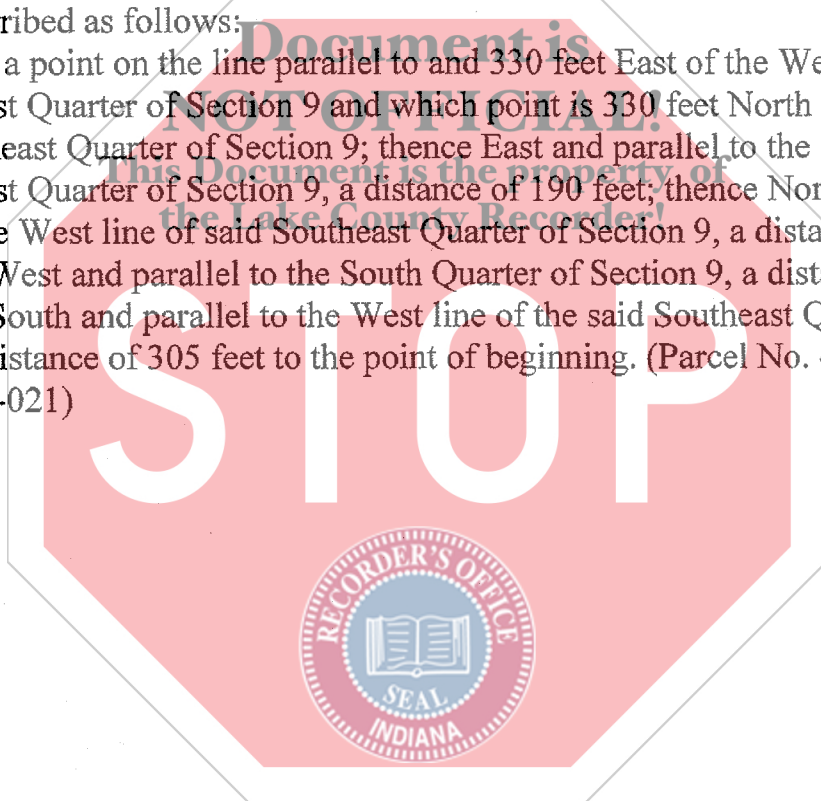 ribed as follows:
Document is
a point on the line parallel to and 330 feet East of the We
st Quarter of Section 9 and which point is 330 feet North
NOT OFFICIAL!
east Quarter of Section 9; thence East and parallel to the
This Document is the property of
st Quarter of Section 9, a distance of 190 feet; thence Nor
the Lake County Recorder!
e West line of said Southeast Quarter of Section 9, a dista
West and parallel to the South Quarter of Section 9, a dist
South and parallel to the West line of the said Southeast Q
istance of 305 feet to the point of beginning. (Parcel No.
-021)
STOP
RECORDER'S OFFICE
SEAL
INDIANA